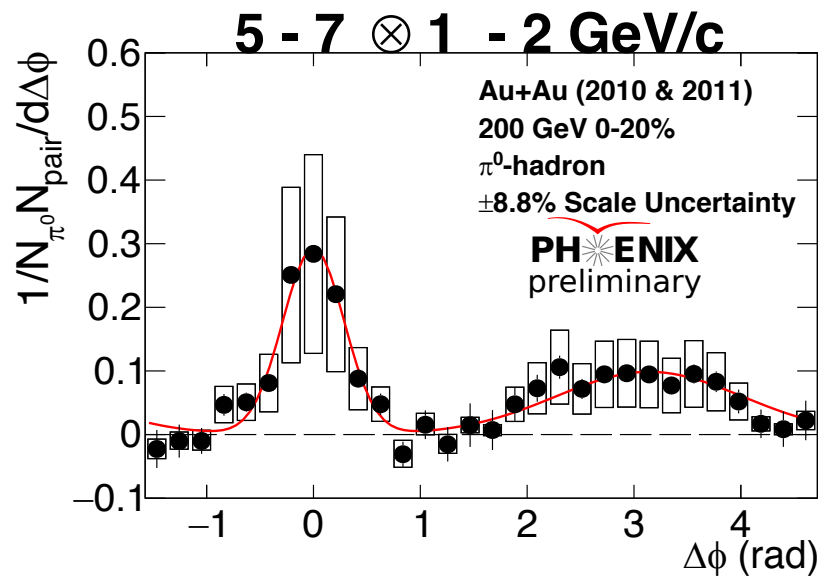 5 - 7 ⊗ 1 - 2 GeV/c
0.6
0.5
0.4
0.3
0.2
0.1
0
−0.1
1/N_π⁰ N_pair/dΔϕ
Au+Au (2010 & 2011)
200 GeV 0-20%
π⁰-hadron
±8.8% Scale Uncertainty
PHENIX
preliminary
−1 0 1 2 3 4
Δϕ (rad)